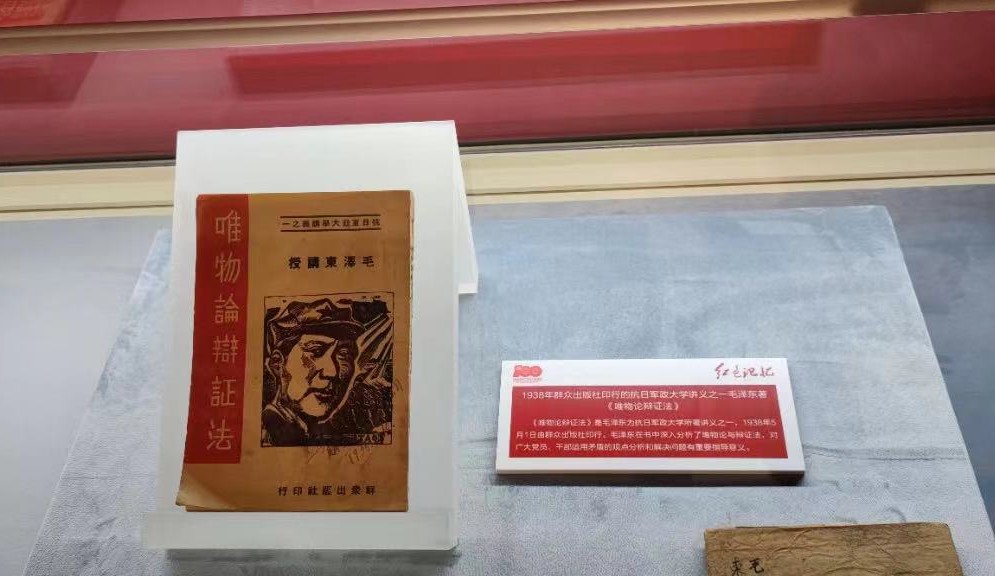 唯物論辯証法
抗日軍政大學講義之一
毛澤東講授
群衆出版社印行
100
红色记忆
1938年群众出版社印行的抗日军政大学讲义之一毛泽东著
《唯物论辩证法》
《唯物论辩证法》是毛泽东为抗日军政大学所著讲义之一，1938年5
月1日由群众出版社印行。毛泽东在书中深入分析了唯物论与辩证法，对
广大党员、干部运用矛盾的观点分析和解决问题有重要指导意义。
毛